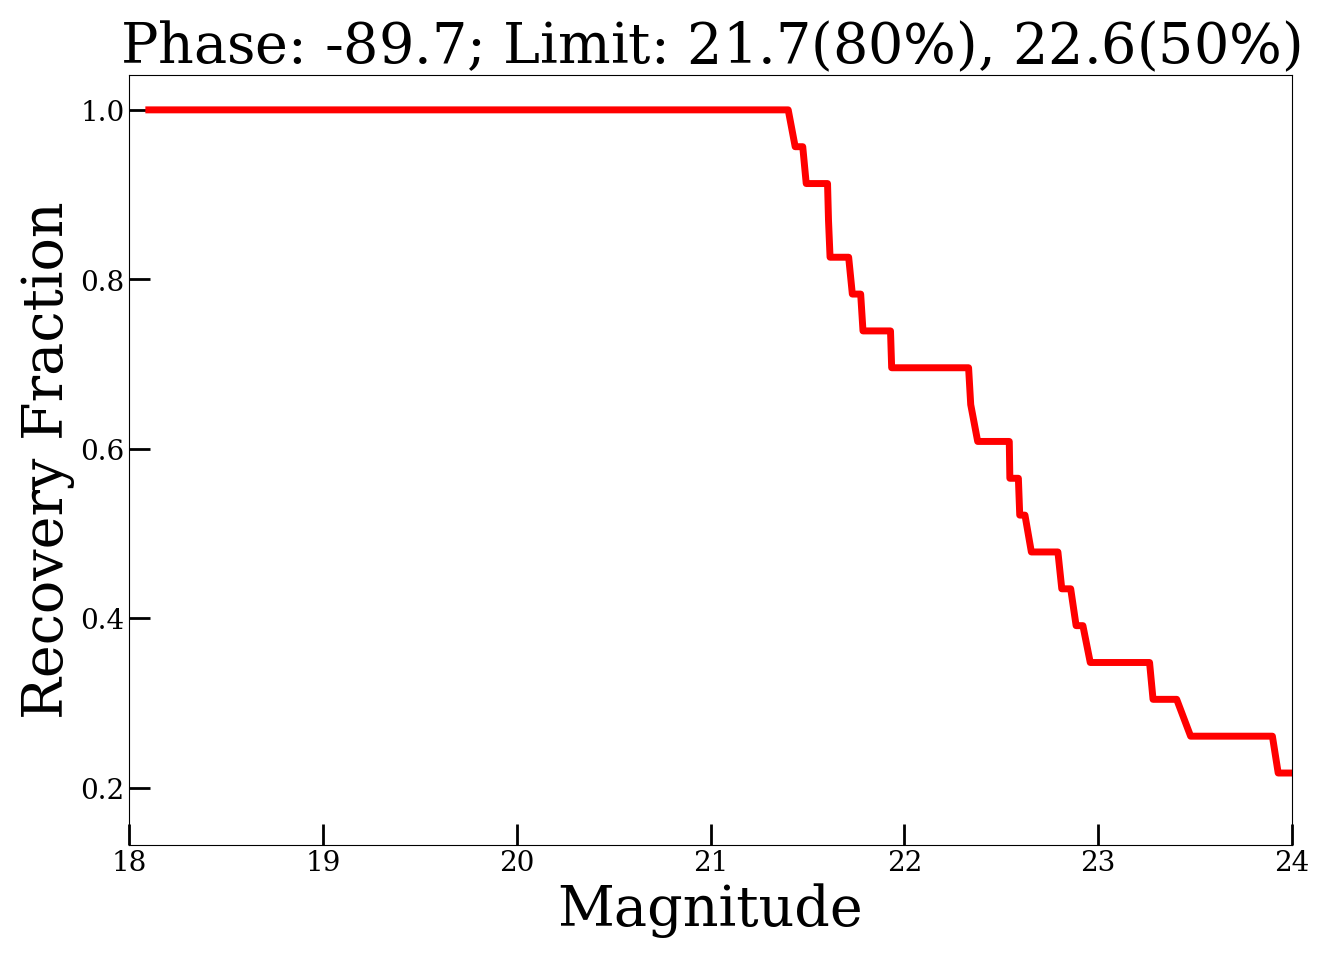 Phase: -89.7; Limit: 21.7(80%), 22.6(50%)
Recovery Fraction
1.0
0.8
0.6
0.4
0.2
18 19 20 21 22 23 24
Magnitude